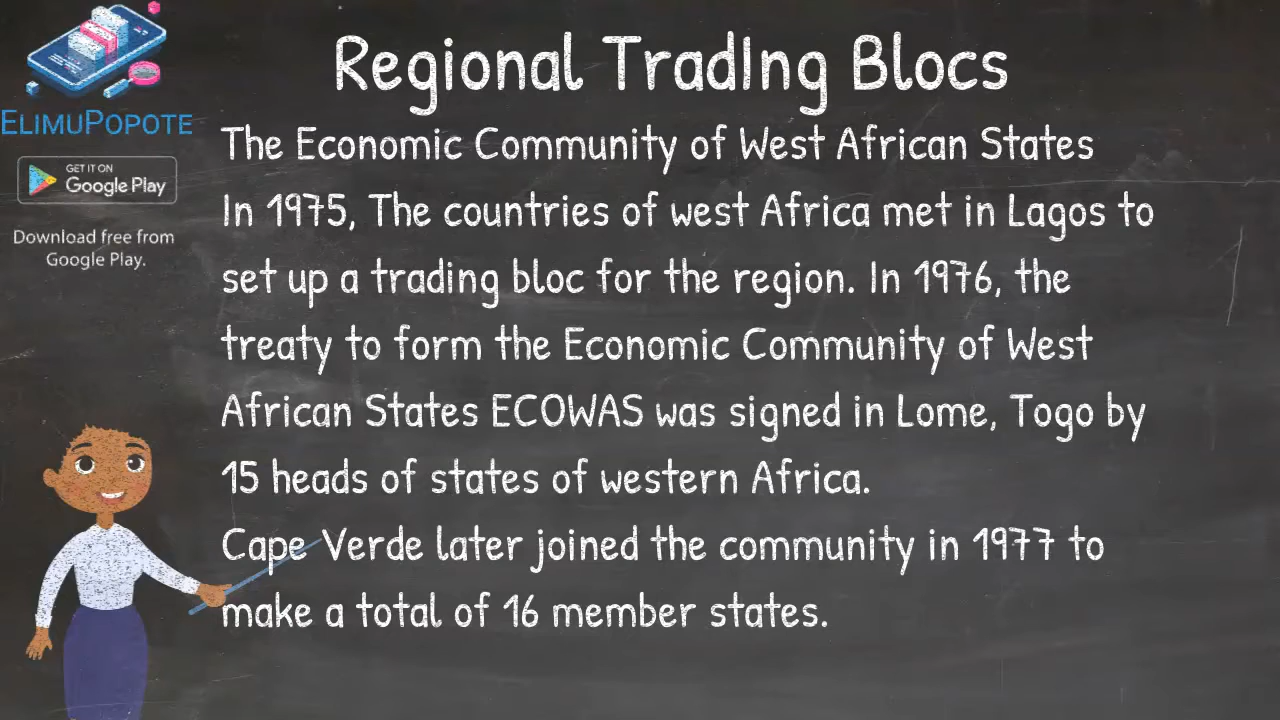 Regional TradIng Blocs
ELIMUPOPOTE
GET IT ON
Google Play
Download free from
Google Play.
The Economic Community of West African States
In 1975, The countries of west Africa met in Lagos to
set up a trading bloc for the region. In 1976, the
treaty to form the Economic Community of West
African States ECOWAS was signed in Lome, Togo by
15 heads of states of western Africa.
Cape Verde later joined the community in 1977 to
make a total of 16 member states.